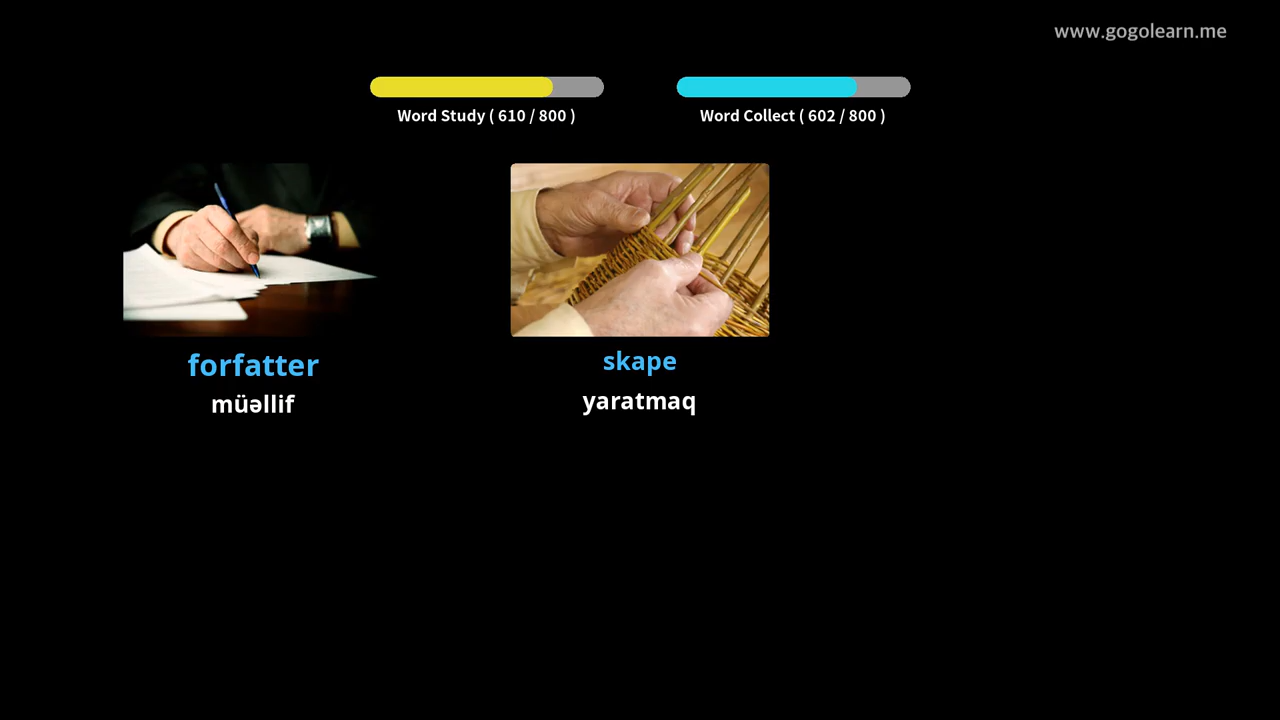 www.gogolearn.me
Word Study ( 610 / 800 )
Word Collect ( 602 / 800 )
forfatter
müəllif
skape
yaratmaq